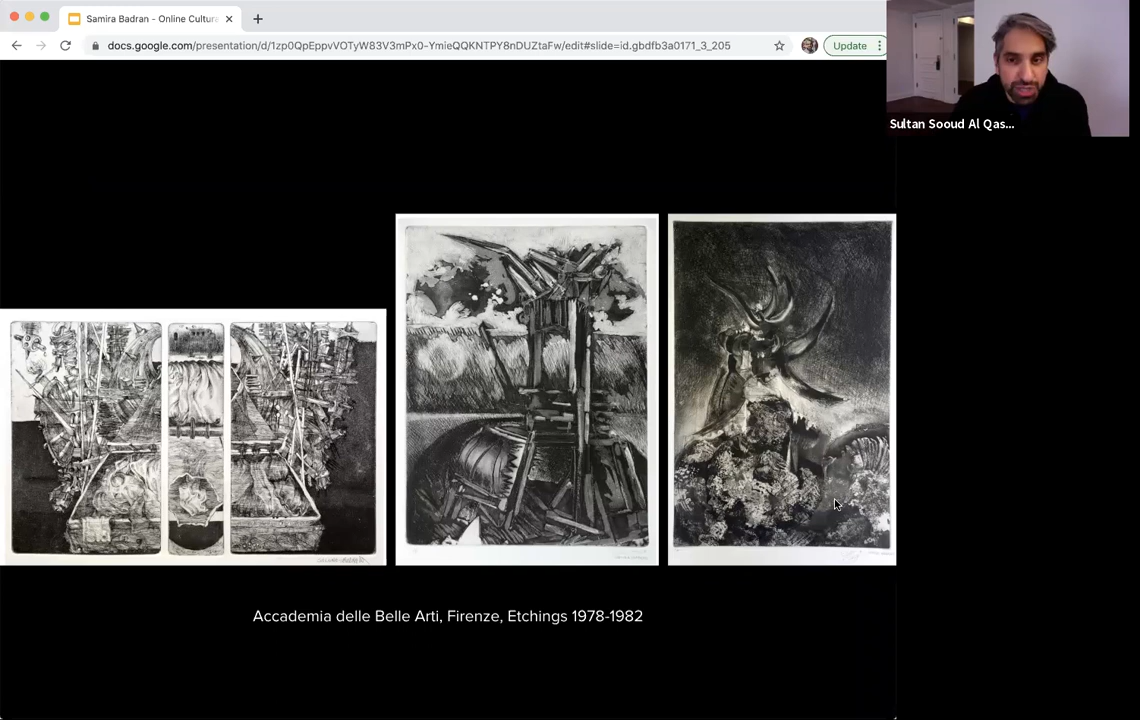 Samira Badran - Online Cultura
docs.google.com/presentation/d/1zp0QpEppvVOTyW83V3mPx0-YmieQQKNTPY8nDUZtaFw/edit#slide=id.gbdfb3a0171_3_205
Update
Sultan Sooud Al Qas...
Accademia delle Belle Arti, Firenze, Etchings 1978-1982